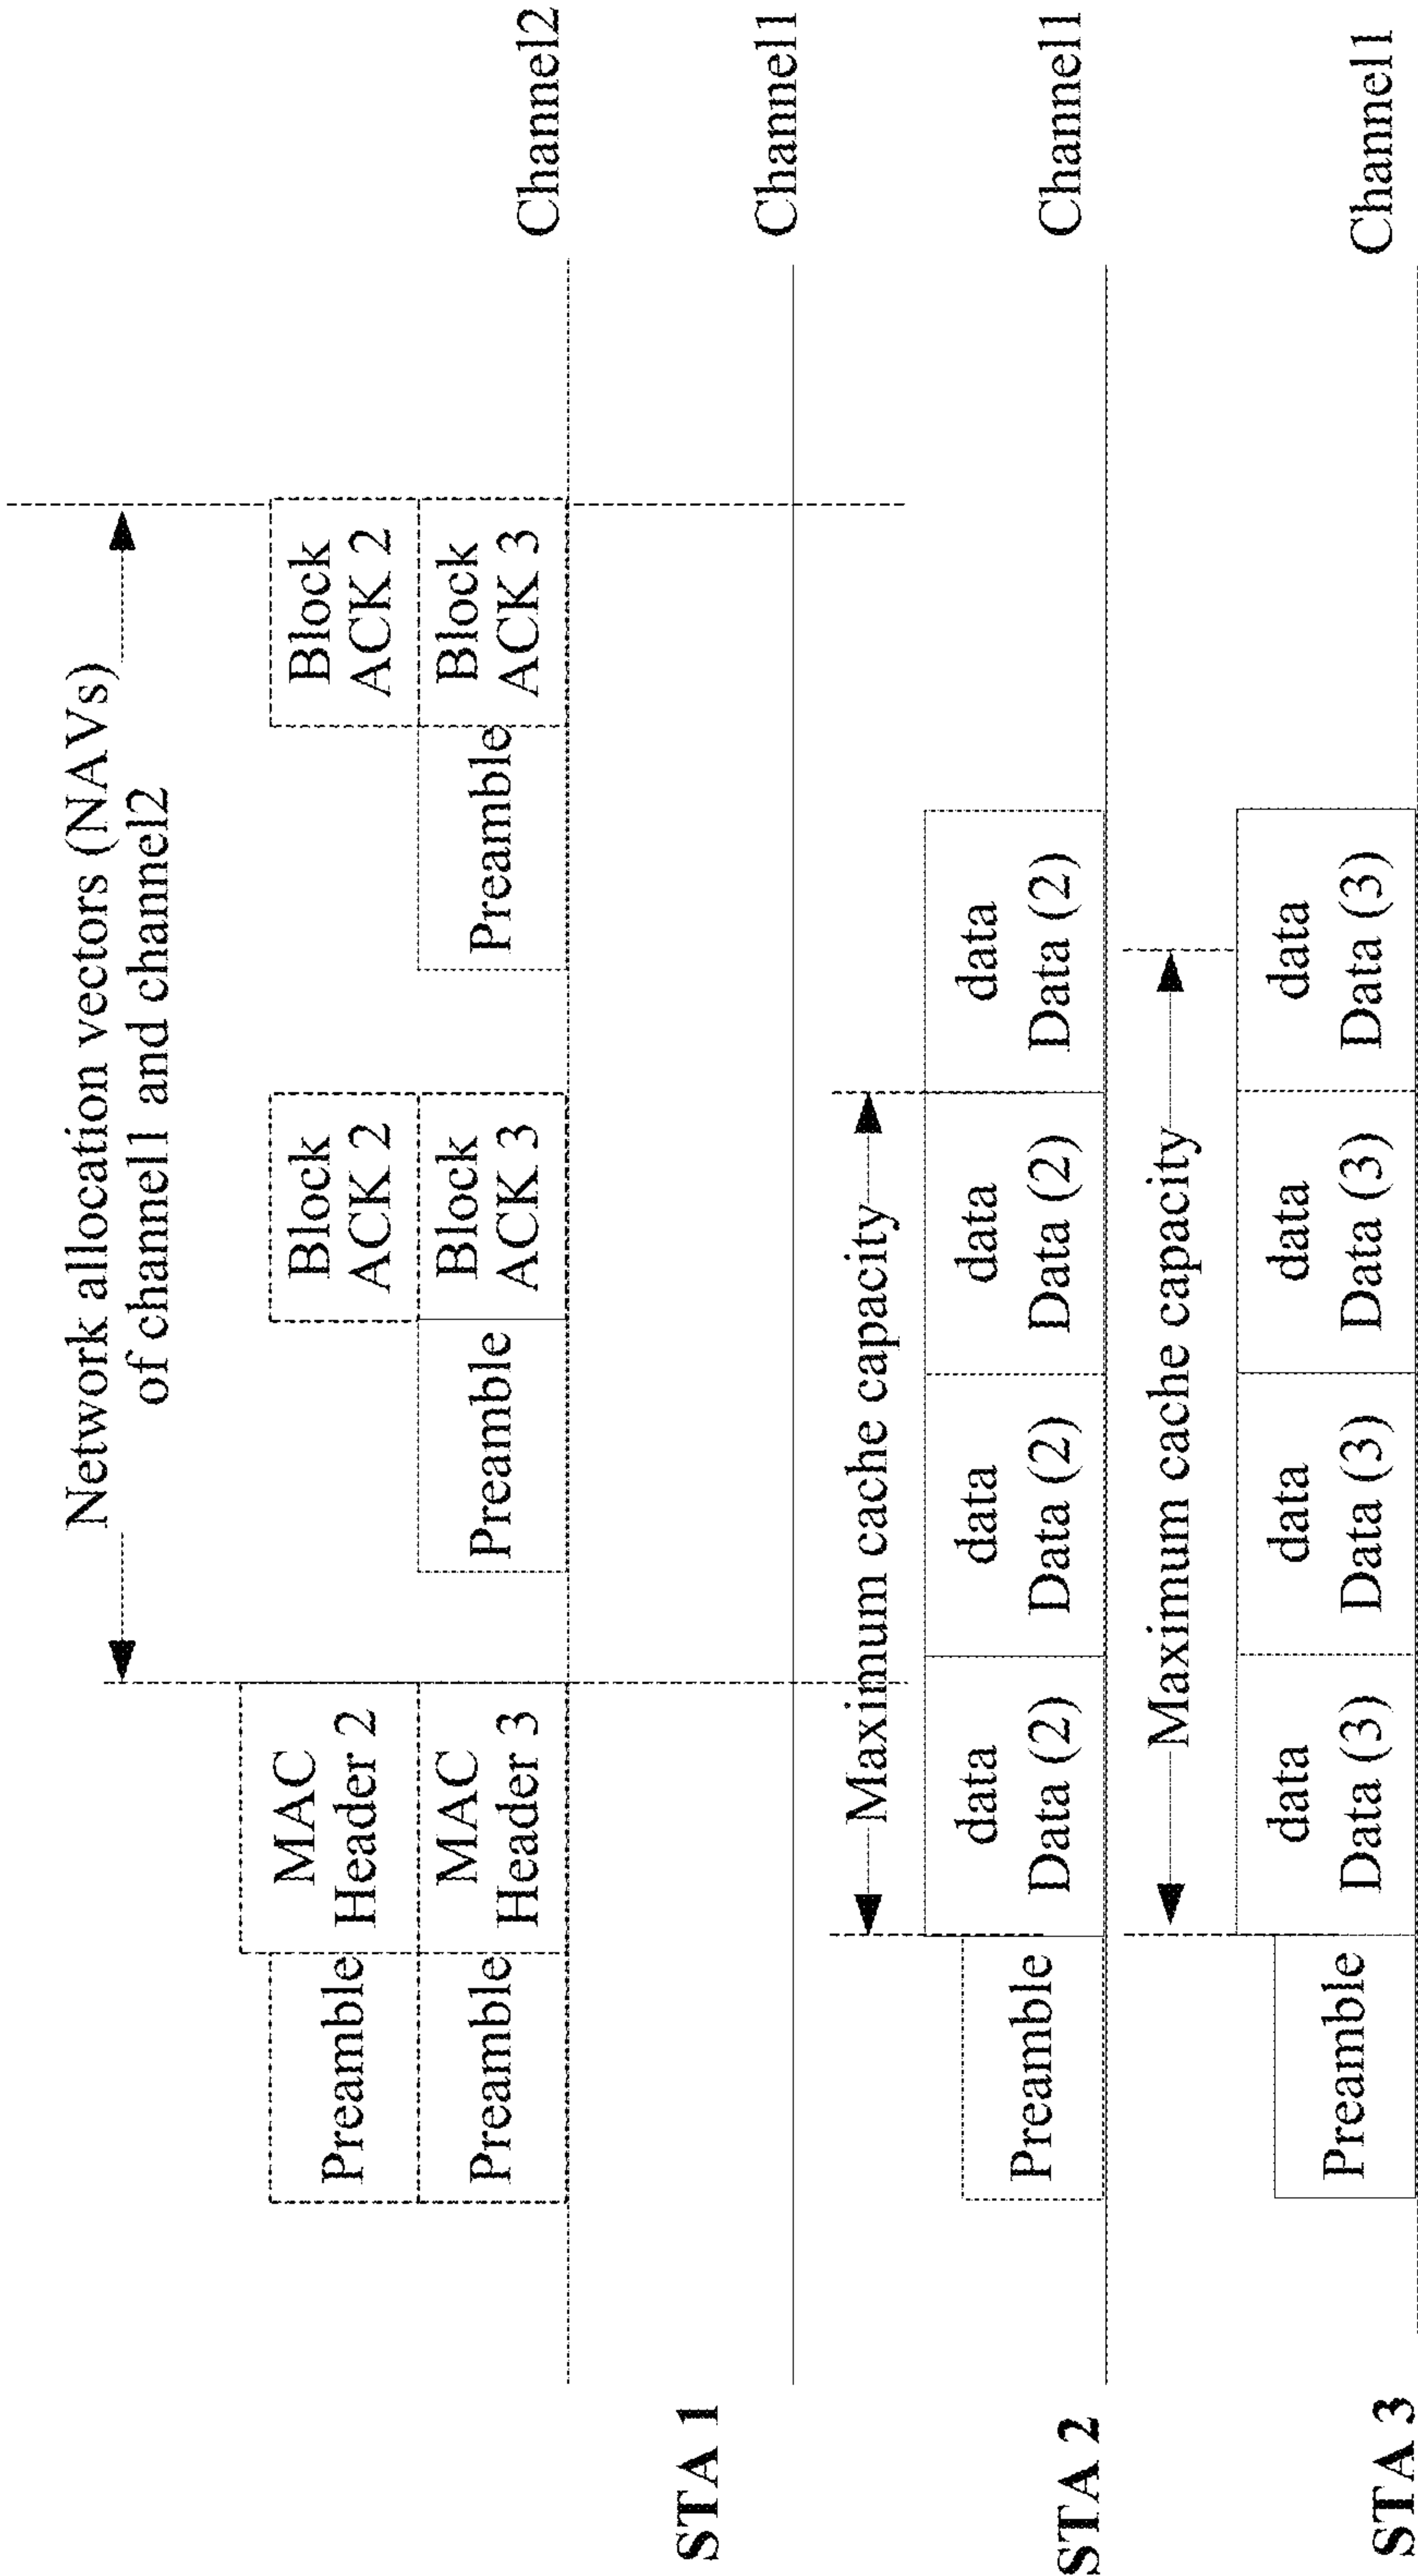 Network allocation vectors (NAVs)
of channel1 and channel2
MAC
Header 2
Block
ACK 2
Block
ACK 2
Preamble
Preamble
MAC
Header 3
Preamble
Block
ACK 3
Preamble
Block
ACK 3
Channel2
STA 1
Channel1
Maximum cache capacity
Preamble
data
Data (2)
data
Data (2)
data
Data (2)
data
Data (2)
STA 2
Channel1
Maximum cache capacity
Preamble
data
Data (3)
data
Data (3)
data
Data (3)
data
Data (3)
STA 3
Channel1